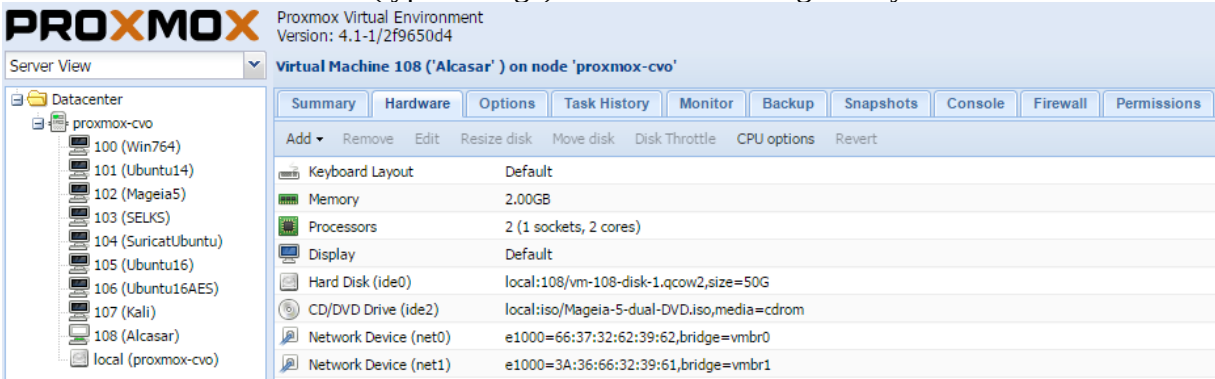 PROXMOX
Proxmox Virtual Environment
Version: 4.1-1/2f9650d4
Server View
Virtual Machine 108 ('Alcasar' ) on node 'proxmox-cvo'
Datacenter
proxmox-cvo
100 (Win764)
101 (Ubuntu14)
102 (Mageia5)
103 (SELKS)
104 (SuricatUbuntu)
105 (Ubuntu16)
106 (Ubuntu16AES)
107 (Kali)
108 (Alcasar)
local (proxmox-cvo)
Summary Hardware Options Task History Monitor Backup Snapshots Console Firewall Permissions
Add Remove Edit Resize disk Move disk Disk Throttle CPU options Revert
Keyboard Layout Default
Memory 2.00GB
Processors 2 (1 sockets, 2 cores)
Display Default
Hard Disk (ide0) local:108/vm-108-disk-1.qcow2,size=50G
CD/DVD Drive (ide2) local:iso/Mageia-5-dual-DVD.iso,media=cdrom
Network Device (net0) e1000=66:37:32:62:39:62,bridge=vmbr0
Network Device (net1) e1000=3A:36:66:32:39:61,bridge=vmbr1